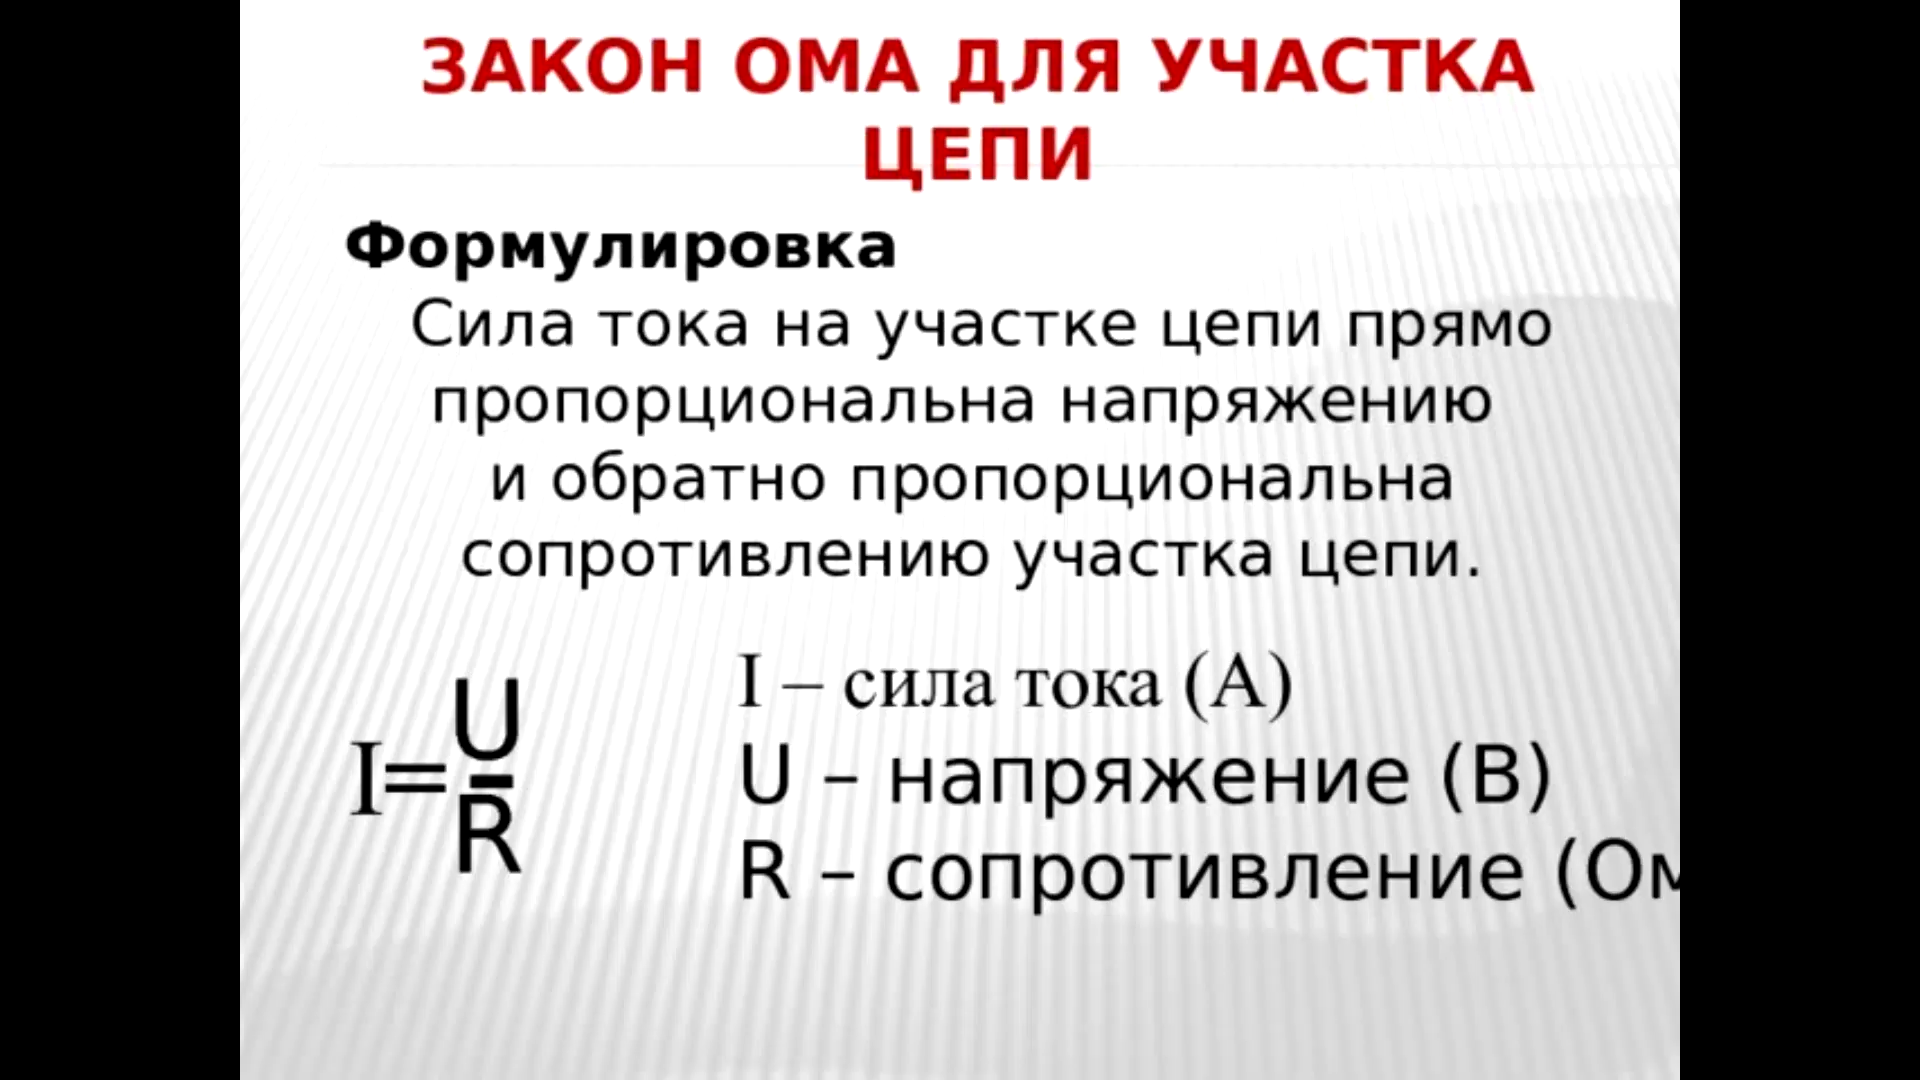 ЗАКОН ОМА ДЛЯ УЧАСТКА
ЦЕПИ
Формулировка
Сила тока на участке цепи прямо
пропорциональна напряжению
и обратно пропорциональна
сопротивлению участка цепи.
I=U/R
I – сила тока (А)
U – напряжение (В)
R – сопротивление (Ом